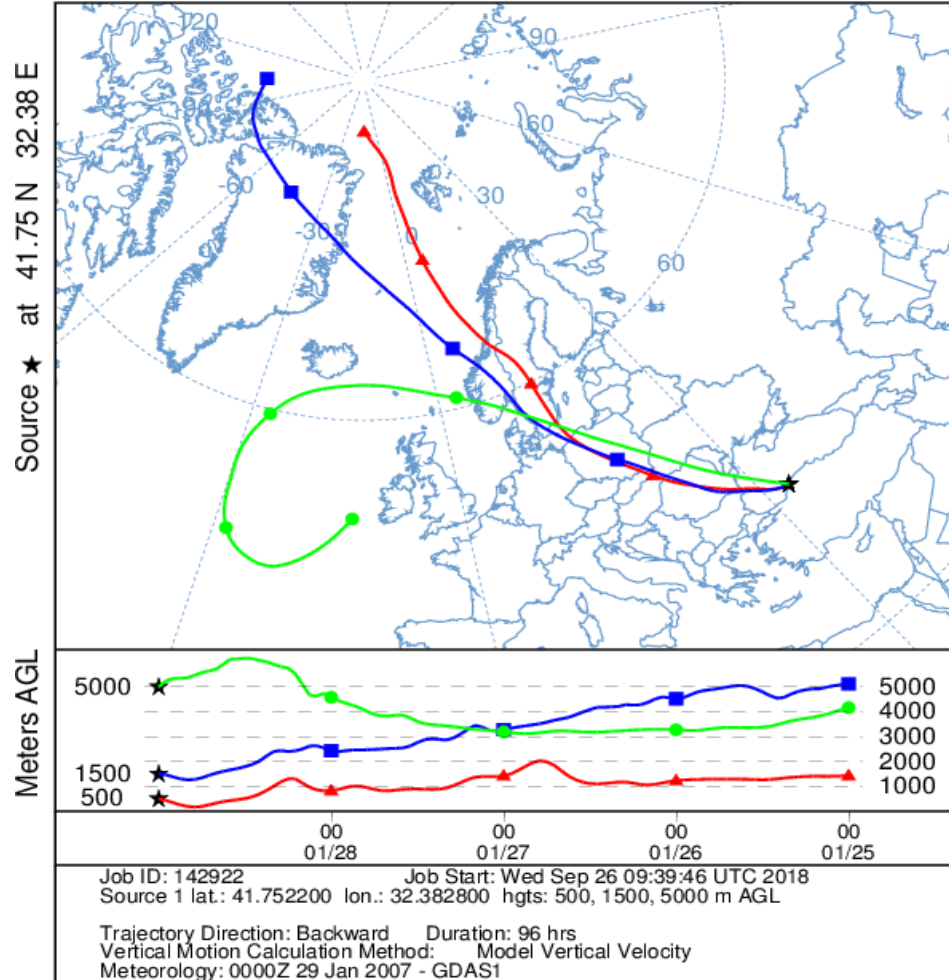 Source ★ at 41.75 N 32.38 E
120
90
60
-60
30
-30
0
60
Meters AGL
5000
1500
500
5000
4000
3000
2000
1000
00 00 00 00
01/28 01/27 01/26 01/25
Job ID: 142922 Job Start: Wed Sep 26 09:39:46 UTC 2018
Source 1 lat.: 41.752200 lon.: 32.382800 hgts: 500, 1500, 5000 m AGL
Trajectory Direction: Backward Duration: 96 hrs
Vertical Motion Calculation Method: Model Vertical Velocity
Meteorology: 0000Z 29 Jan 2007 - GDAS1